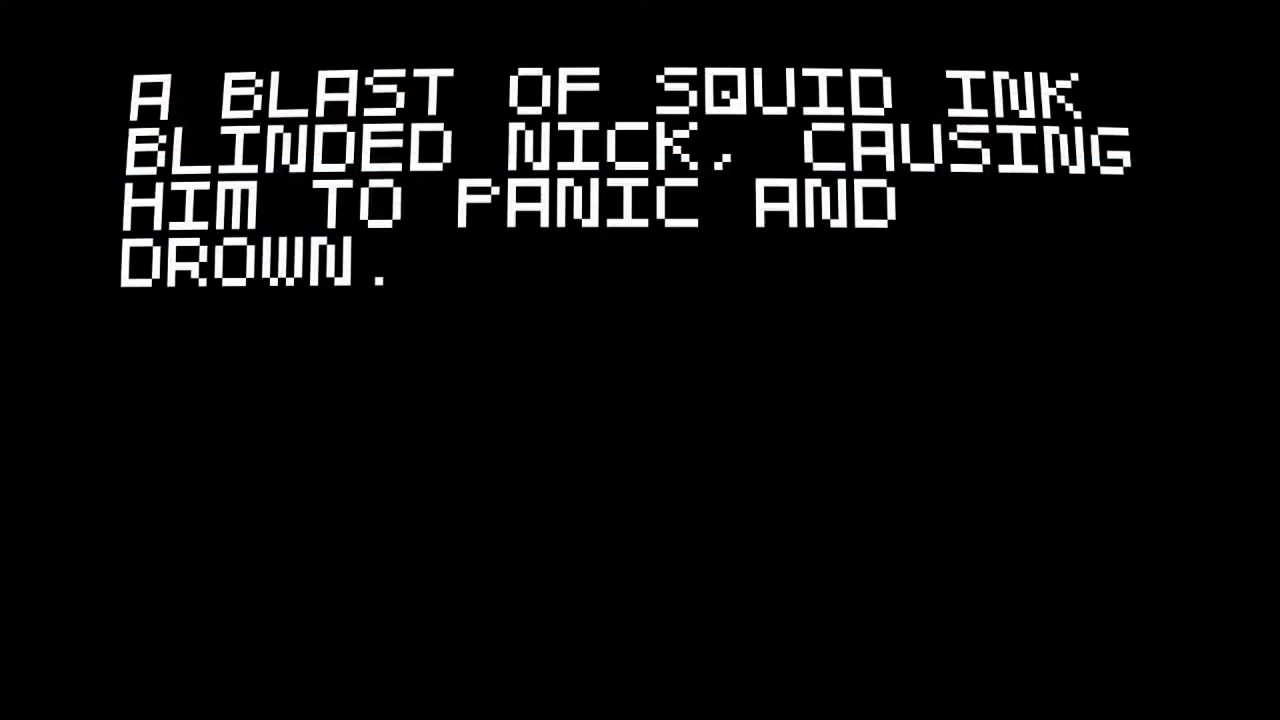 A BLAST OF SQUID INK
BLINDED NICK, CAUSING
HIM TO PANIC AND
DROWN.